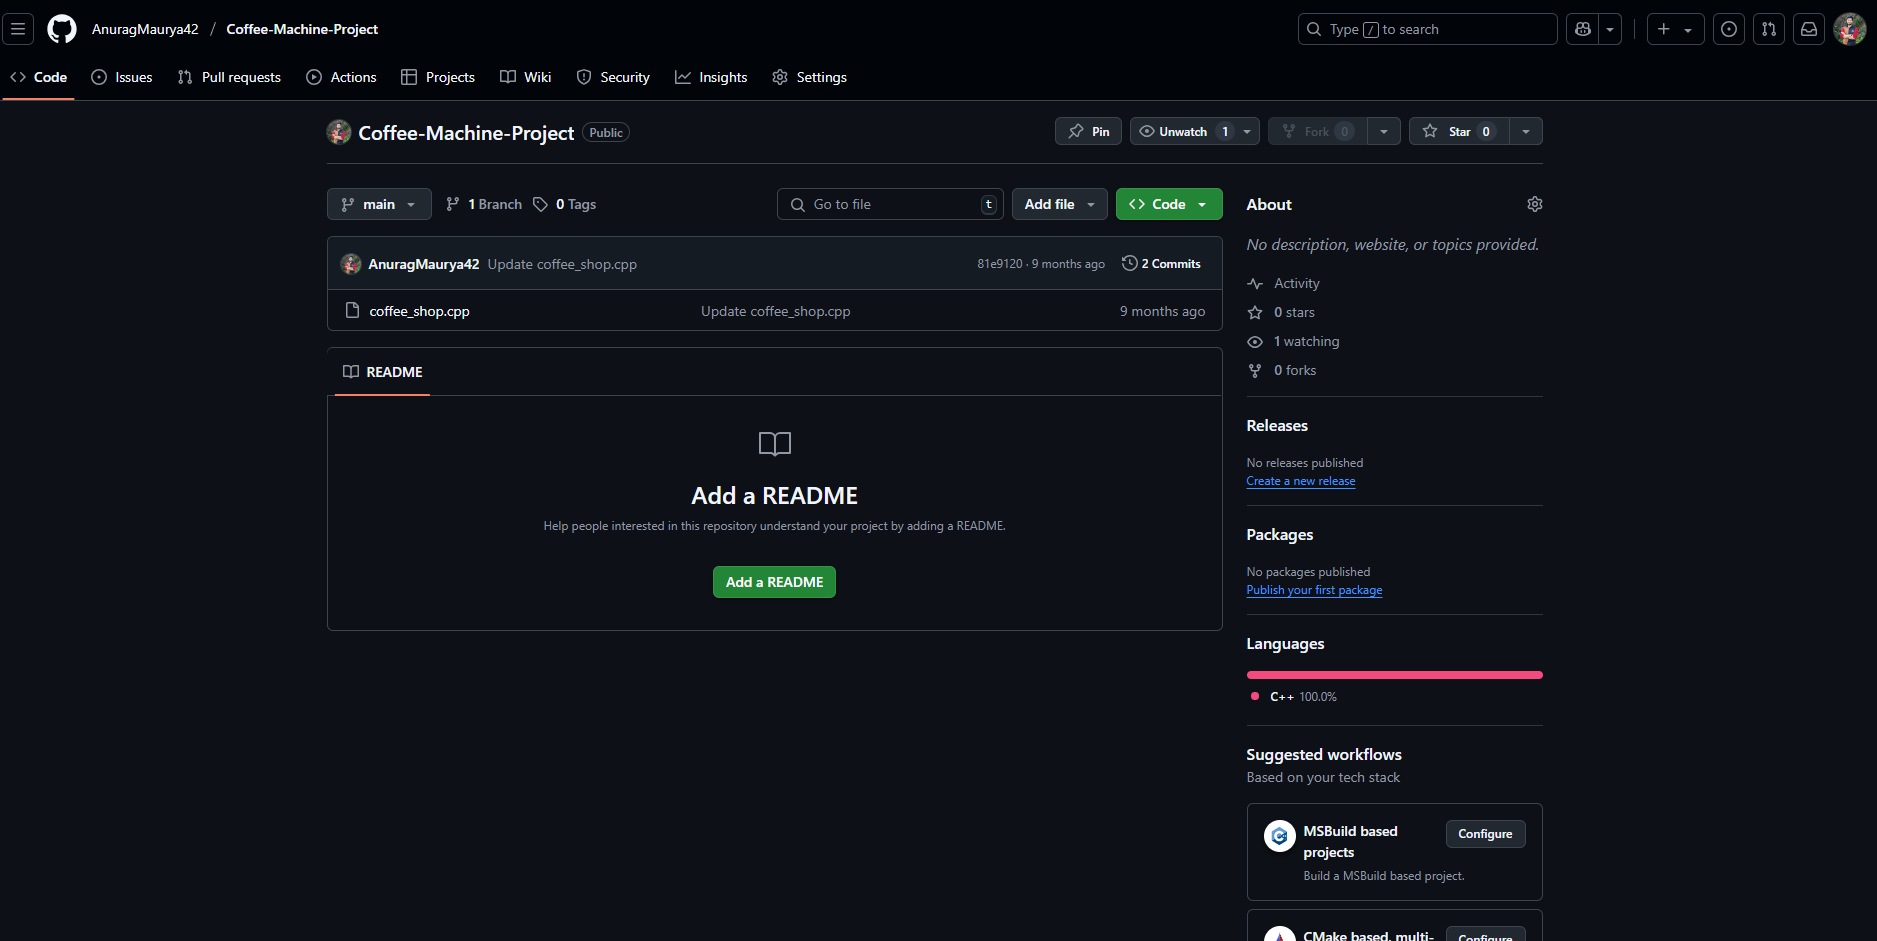 AnuragMaurya42 / Coffee-Machine-Project
Type / to search
Code Issues Pull requests Actions Projects Wiki Security Insights Settings
Coffee-Machine-Project Public
Pin Unwatch 1 Fork 0 Star 0
main 1 Branch 0 Tags Go to file t Add file Code
AnuragMaurya42 Update coffee_shop.cpp 81e9120 · 9 months ago 2 Commits
coffee_shop.cpp Update coffee_shop.cpp 9 months ago
README
Add a README
Help people interested in this repository understand your project by adding a README.
Add a README
About
No description, website, or topics provided.
Activity
0 stars
1 watching
0 forks
Releases
No releases published
Create a new release
Packages
No packages published
Publish your first package
Languages
C++ 100.0%
Suggested workflows
Based on your tech stack
MSBuild based
projects
Configure
Build a MSBuild based project.
CMake based, multi-
Configure